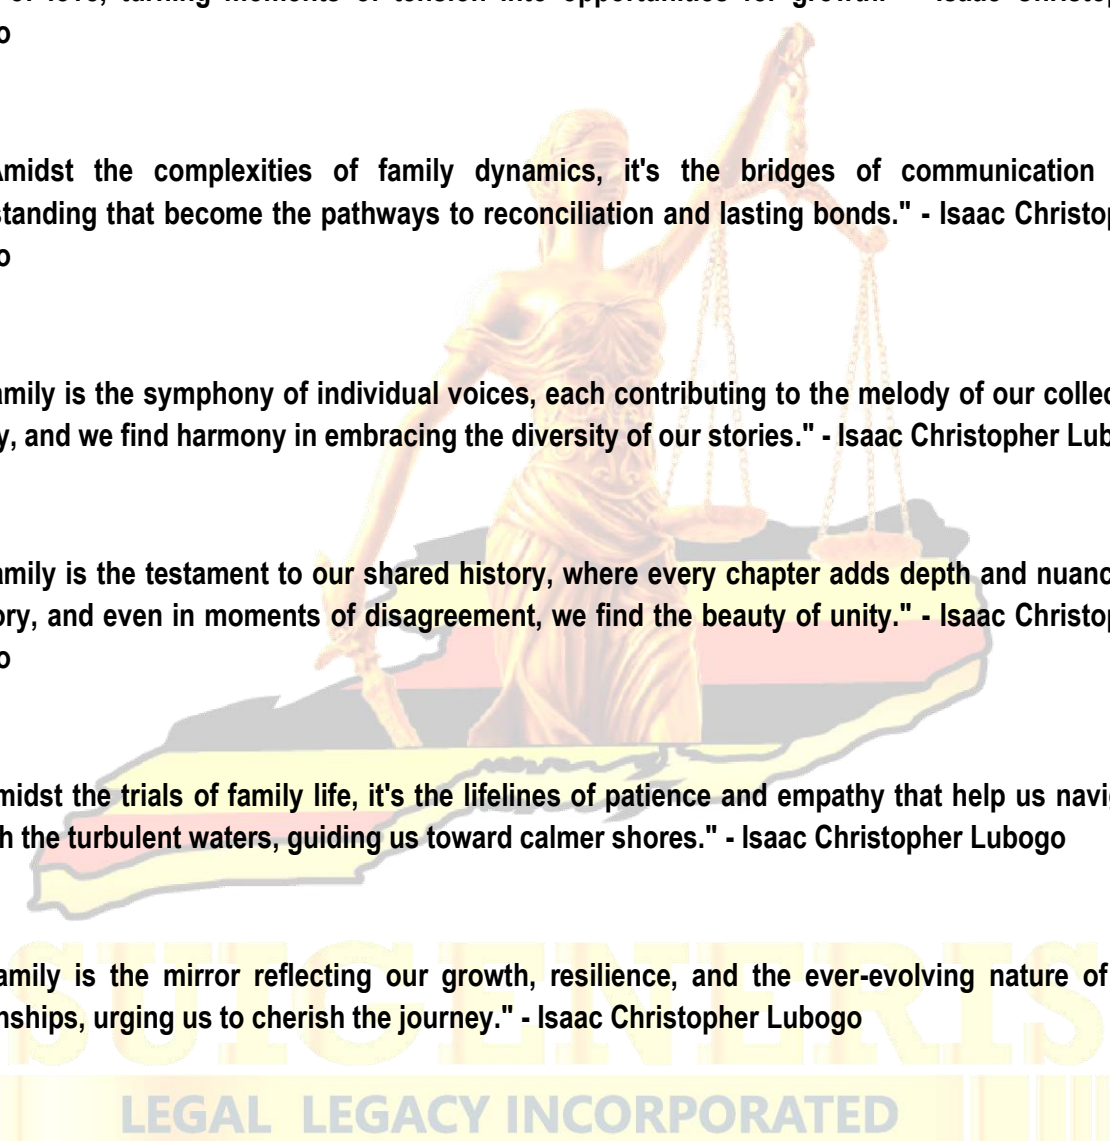 of love, turning moments of tension into opportunities for growth." - Isaac Christop
o
midst the complexities of family dynamics, it's the bridges of communication
standing that become the pathways to reconciliation and lasting bonds." - Isaac Christop
o
amily is the symphony of individual voices, each contributing to the melody of our collec
y, and we find harmony in embracing the diversity of our stories." - Isaac Christopher Lub
amily is the testament to our shared history, where every chapter adds depth and nuanc
ory, and even in moments of disagreement, we find the beauty of unity." - Isaac Christop
o
midst the trials of family life, it's the lifelines of patience and empathy that help us navig
h the turbulent waters, guiding us toward calmer shores." - Isaac Christopher Lubogo
amily is the mirror reflecting our growth, resilience, and the ever-evolving nature of
nships, urging us to cherish the journey." - Isaac Christopher Lubogo
SUIGENERIS
LEGAL LEGACY INCORPORATED